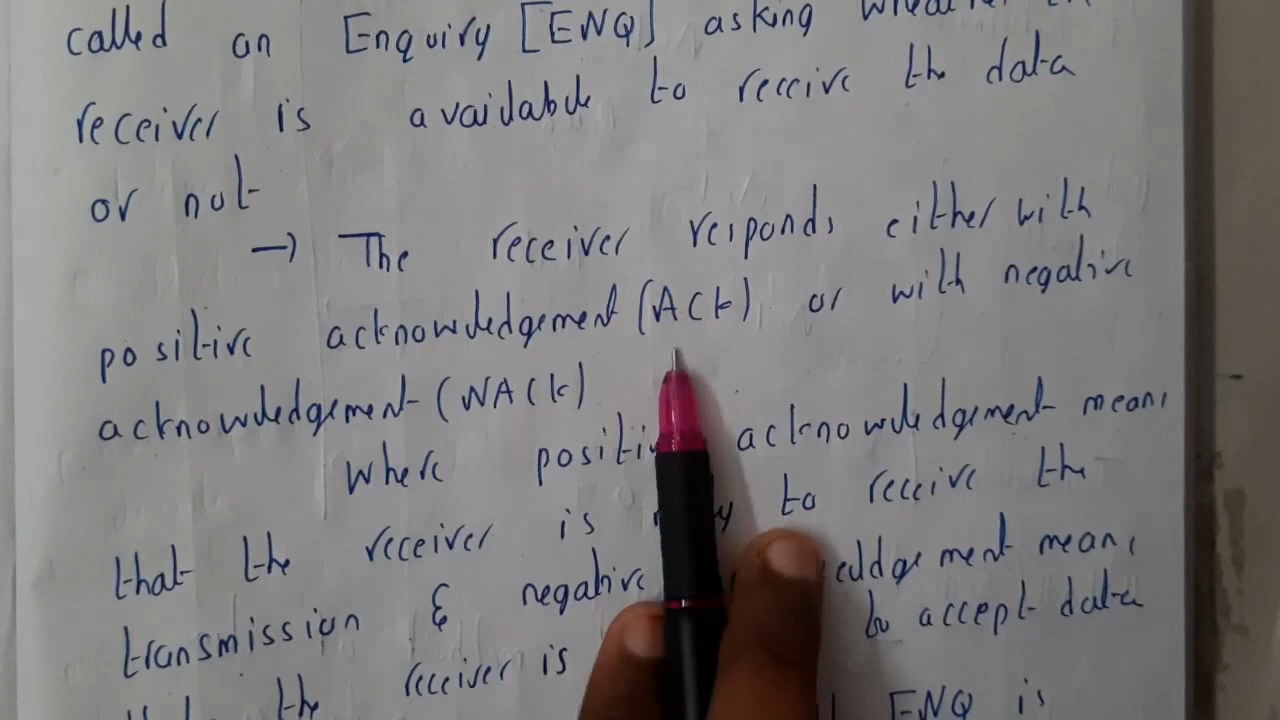 called an Enquiry [ENQ] asking
receiver is available to receive the data
or not
→ The receiver responds either with
positive acknowledgement (ACK) or with negative
acknowledgement (NACK)
where positive acknowledgement means
that the receiver is to receive the
transmission & negative means
the receiver is to accept data
ENQ is